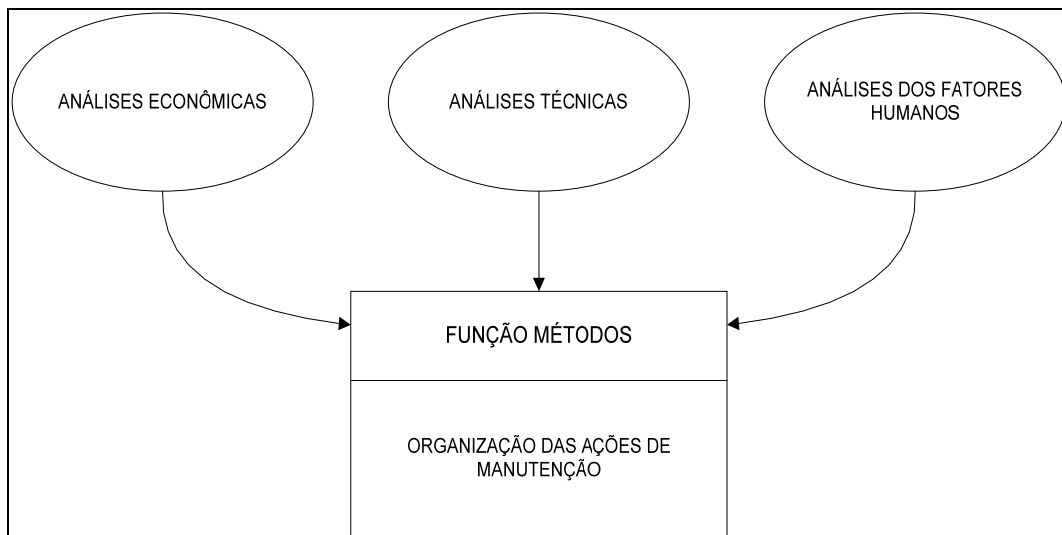 ANÁLISES ECONÔMICAS
ANÁLISES TÉCNICAS
ANÁLISES DOS FATORES
HUMANOS
FUNÇÃO MÉTODOS
ORGANIZAÇÃO DAS AÇÕES DE
MANUTENÇÃO